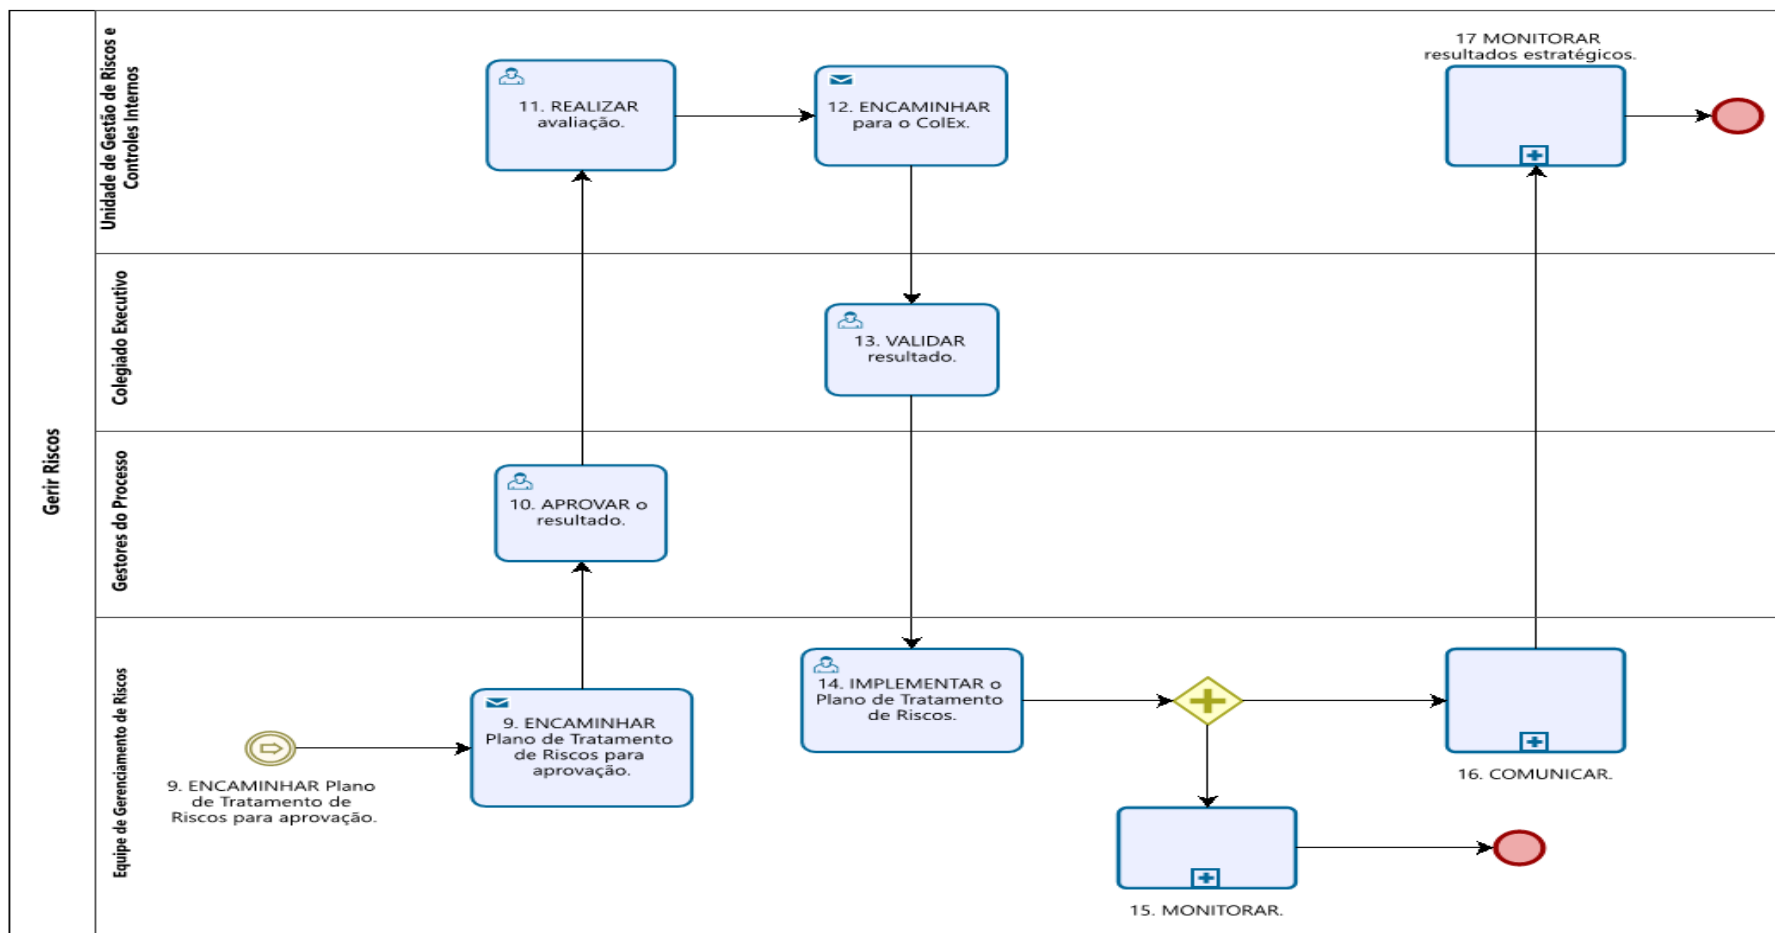 Gerir Riscos
Unidade de Gestão de Riscos e
Controles Internos
11. REALIZAR
avaliação.
12. ENCAMINHAR
para o ColEx.
17 MONITORAR
resultados estratégicos.
Colegiado Executivo
13. VALIDAR
resultado.
Gestores do Processo
10. APROVAR o
resultado.
Equipe de Gerenciamento de Riscos
9. ENCAMINHAR Plano
de Tratamento de
Riscos para aprovação.
9. ENCAMINHAR
Plano de Tratamento
de Riscos para
aprovação.
14. IMPLEMENTAR o
Plano de Tratamento
de Riscos.
16. COMUNICAR.
15. MONITORAR.